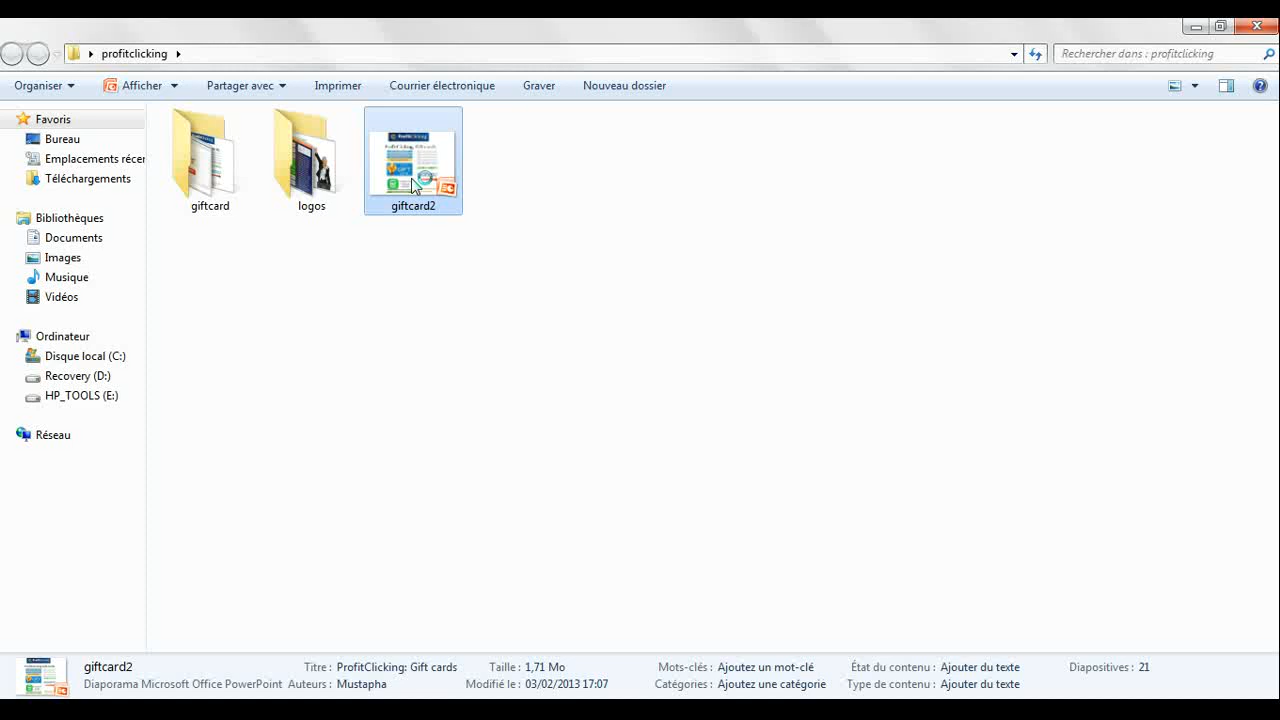 profitclicking
Rechercher dans : profitclicking
Organiser Afficher Partager avec Imprimer Courrier électronique Graver Nouveau dossier
Favoris
Bureau
Emplacements récer
Téléchargements
Bibliothèques
Documents
Images
Musique
Vidéos
Ordinateur
Disque local (C:)
Recovery (D:)
HP_TOOLS (E:)
Réseau
giftcard logos giftcard2
giftcard2 Titre : ProfitClicking: Gift cards Taille : 1,71 Mo Mots-clés : Ajoutez un mot-clé État du contenu : Ajouter du texte Diapositives : 21
Diaporama Microsoft Office PowerPoint Auteurs : Mustapha Modifié le : 03/02/2013 17:07 Catégories : Ajoutez une catégorie Type de contenu : Ajouter du texte